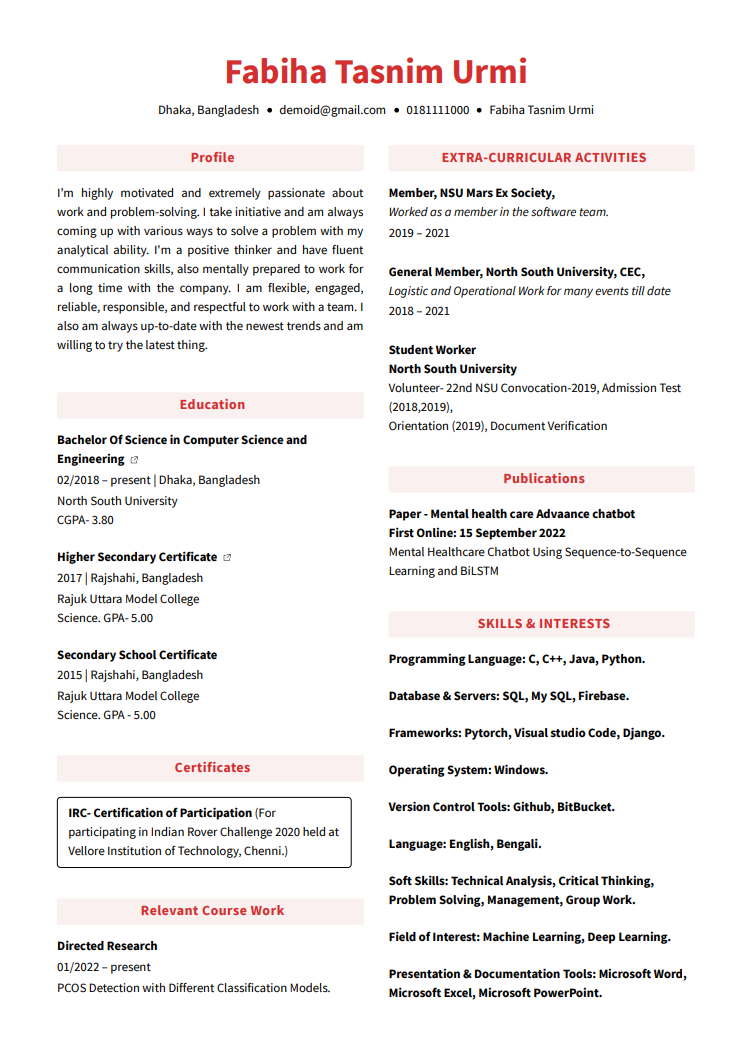 Fabiha Tasnim Urmi
Dhaka, Bangladesh • demoid@gmail.com • 0181111000 • Fabiha Tasnim Urmi
Profile
I'm highly motivated and extremely passionate about
work and problem-solving. I take initiative and am always
coming up with various ways to solve a problem with my
analytical ability. I'm a positive thinker and have fluent
communication skills, also mentally prepared to work for
a long time with the company. I am flexible, engaged,
reliable, responsible, and respectful to work with a team. I
also am always up-to-date with the newest trends and am
willing to try the latest thing.
Education
Bachelor Of Science in Computer Science and
Engineering
02/2018 – present | Dhaka, Bangladesh
North South University
CGPA- 3.80
Higher Secondary Certificate
2017 | Rajshahi, Bangladesh
Rajuk Uttara Model College
Science. GPA- 5.00
Secondary School Certificate
2015 | Rajshahi, Bangladesh
Rajuk Uttara Model College
Science. GPA - 5.00
Certificates
IRC- Certification of Participation (For
participating in Indian Rover Challenge 2020 held at
Vellore Institution of Technology, Chenni.)
Relevant Course Work
Directed Research
01/2022 – present
PCOS Detection with Different Classification Models.
EXTRA-CURRICULAR ACTIVITIES
Member, NSU Mars Ex Society,
Worked as a member in the software team.
2019 – 2021
General Member, North South University, CEC,
Logistic and Operational Work for many events till date
2018 – 2021
Student Worker
North South University
Volunteer- 22nd NSU Convocation-2019, Admission Test
(2018,2019),
Orientation (2019), Document Verification
Publications
Paper - Mental health care Advaance chatbot
First Online: 15 September 2022
Mental Healthcare Chatbot Using Sequence-to-Sequence
Learning and BiLSTM
SKILLS & INTERESTS
Programming Language: C, C++, Java, Python.
Database & Servers: SQL, My SQL, Firebase.
Frameworks: Pytorch, Visual studio Code, Django.
Operating System: Windows.
Version Control Tools: Github, BitBucket.
Language: English, Bengali.
Soft Skills: Technical Analysis, Critical Thinking,
Problem Solving, Management, Group Work.
Field of Interest: Machine Learning, Deep Learning.
Presentation & Documentation Tools: Microsoft Word,
Microsoft Excel, Microsoft PowerPoint.